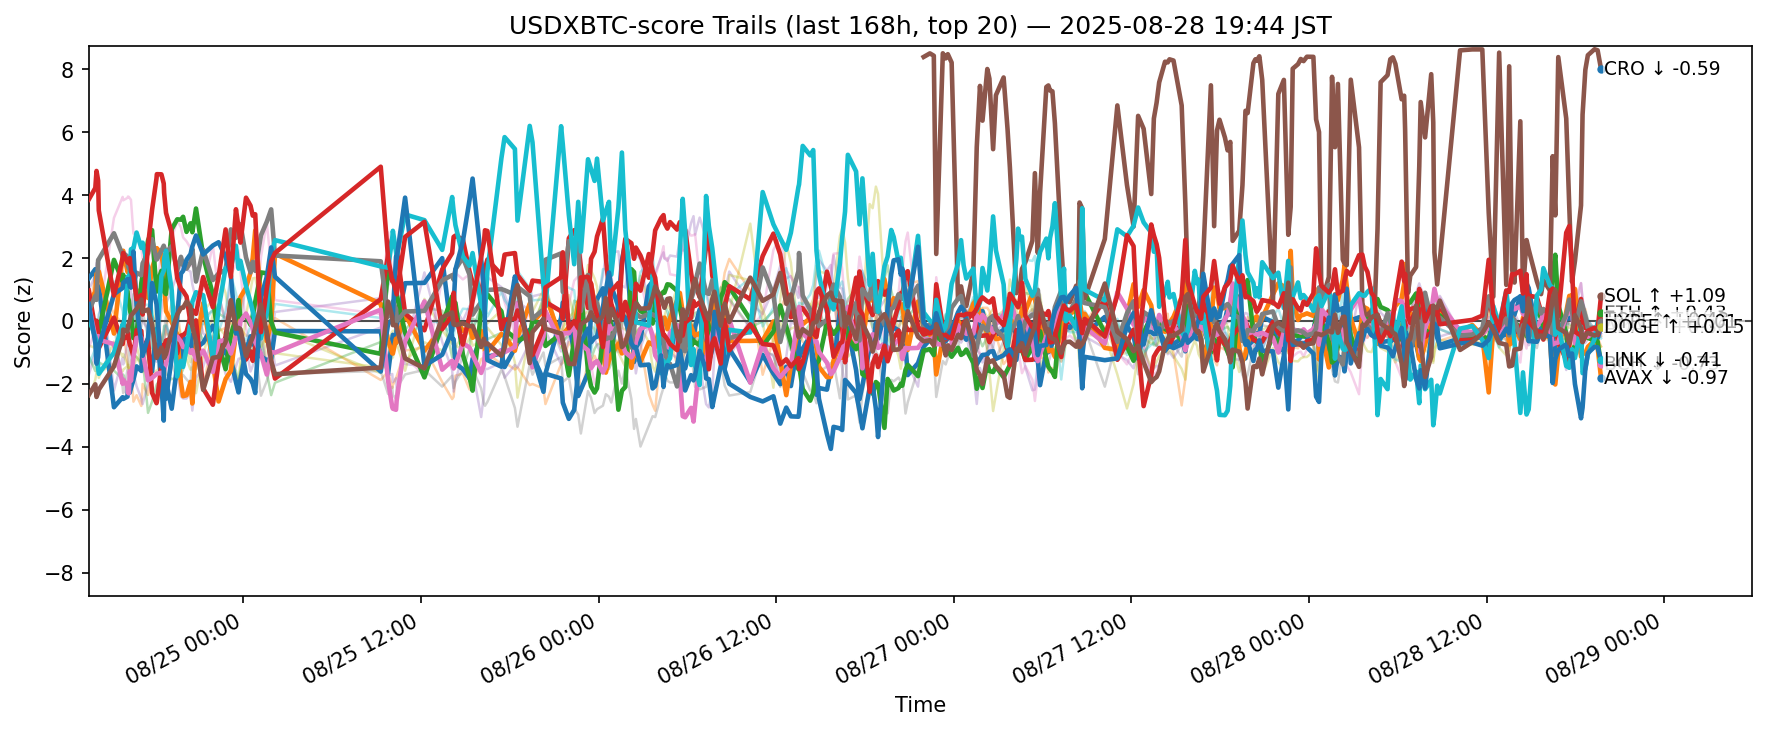 USDXBTC-score Trails (last 168h, top 20) — 2025-08-28 19:44 JST
Score (z)
8
6
4
2
0
−2
−4
−6
−8
CRO ↓ -0.59
SOL ↑ +1.09
DOGE ↑ +0.15
LINK ↓ -0.41
AVAX ↓ -0.97
08/25 00:00
08/25 12:00
08/26 00:00
08/26 12:00
08/27 00:00
08/27 12:00
08/28 00:00
08/28 12:00
08/29 00:00
Time